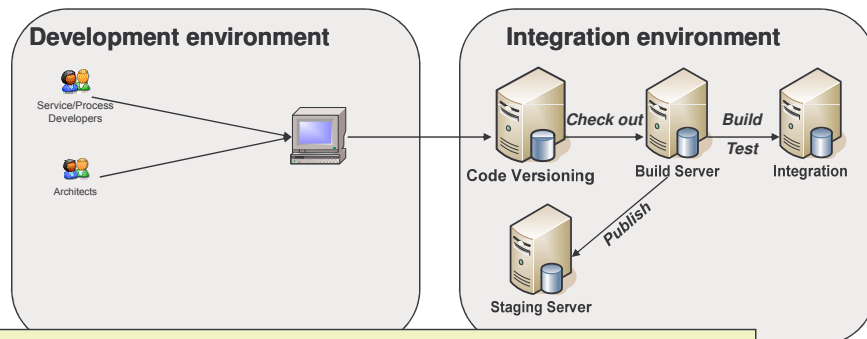 Development environment
Service/Process
Developers
Architects
Integration environment
Check out
Build
Test
Code Versioning
Build Server
Integration
Publish
Staging Server